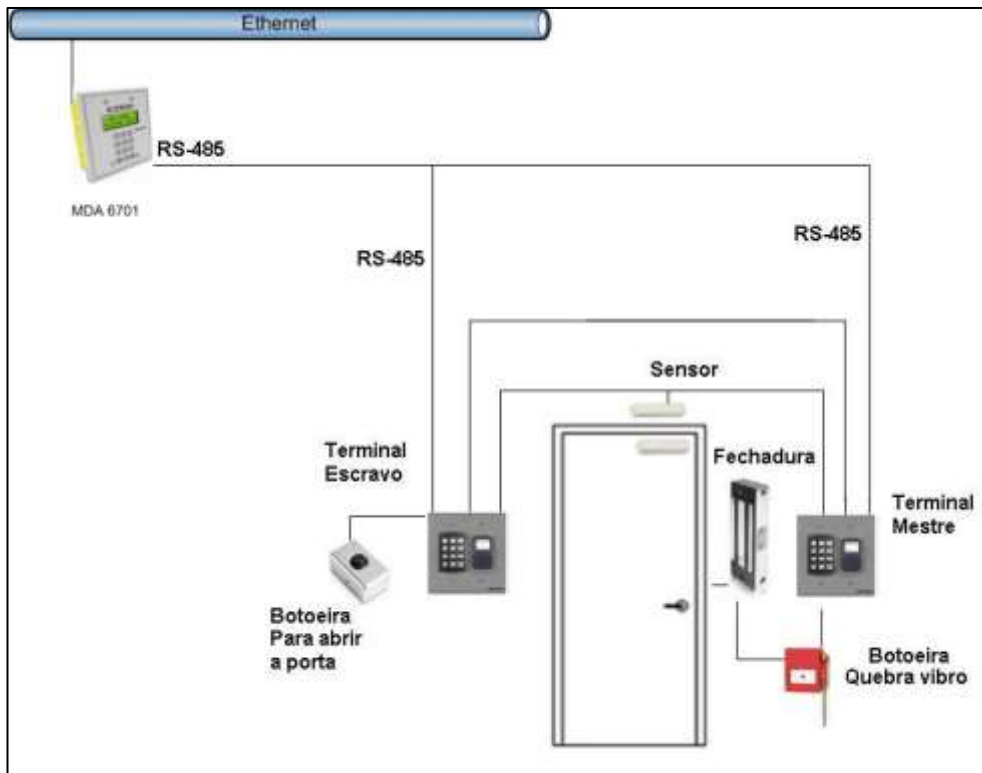 Ethernet
RS-485
MDA 6701
RS-485
RS-485
Sensor
Terminal
Escravo
Fechadura
Terminal
Mestre
Botoeira
Para abrir
a porta
Botoeira
Quebra vibro